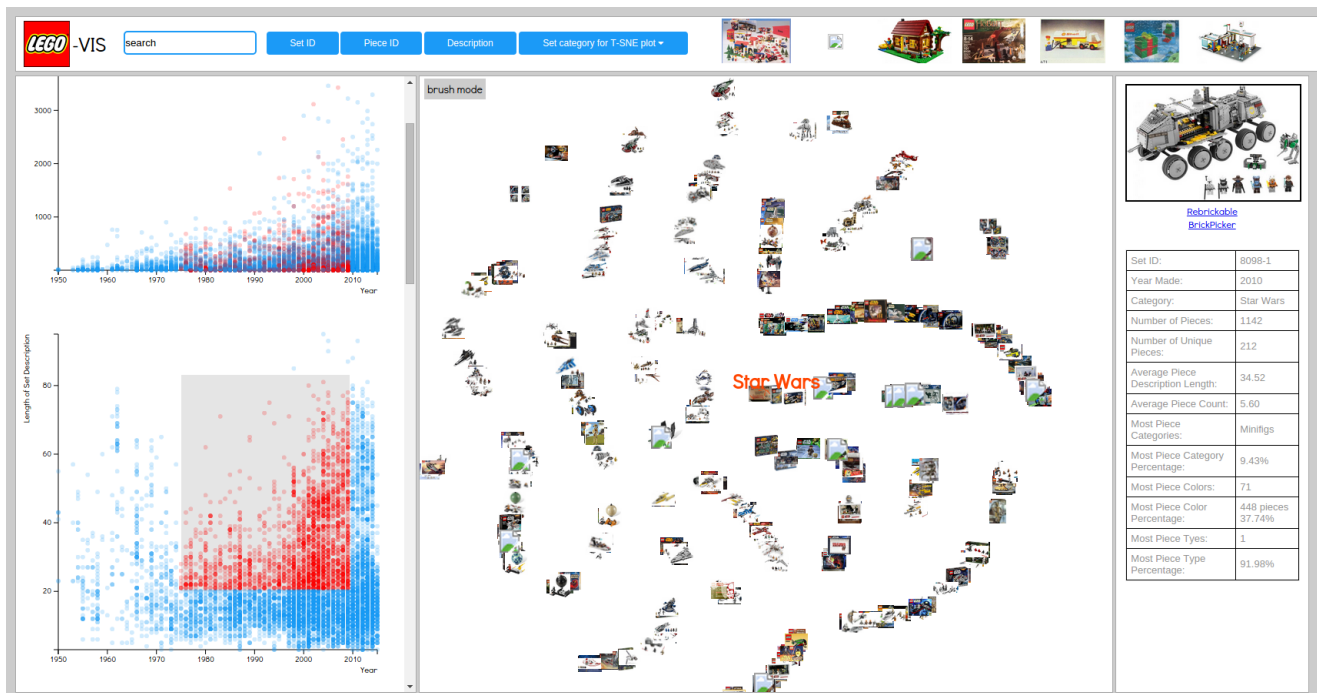 LEGO -VIS
search
Set ID
Piece ID
Description
Set category for T-SNE plot
3000
2000
1000
1950
1960
1970
1980
1990
2000
2010
Year
Length of Set Description
80
60
40
20
1950
1960
1970
1980
1990
2000
2010
Year
brush mode
Star Wars
Rebrickable
BrickPicker
Set ID: 8098-1
Year Made: 2010
Category: Star Wars
Number of Pieces: 1142
Number of Unique
Pieces: 212
Average Piece
Description Length: 34.52
Average Piece Count: 5.60
Most Piece
Categories: Minifigs
Most Piece Category
Percentage: 9.43%
Most Piece Colors: 71
Most Piece Color
Percentage: 448 pieces
37.74%
Most Piece Tyes: 1
Most Piece Type
Percentage: 91.98%